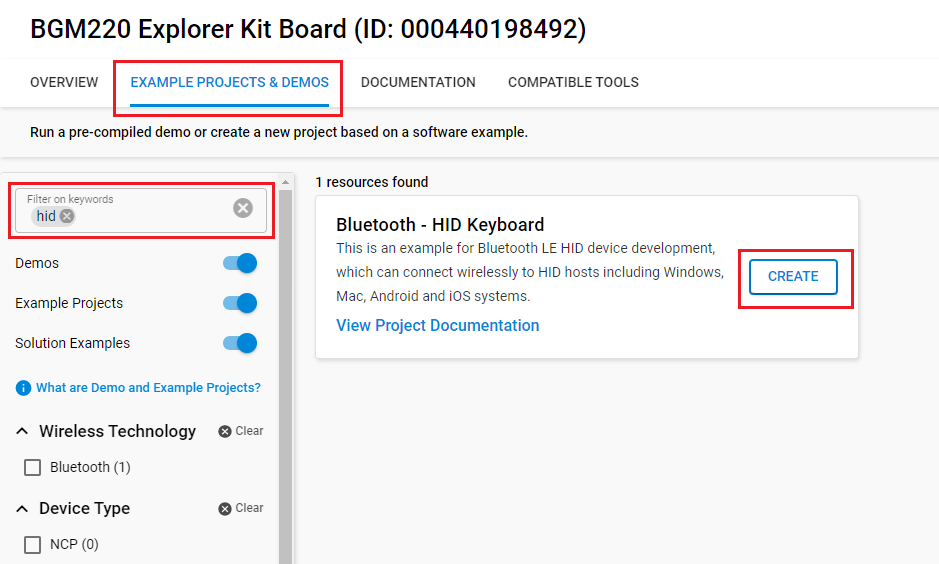 BGM220 Explorer Kit Board (ID: 000440198492)
OVERVIEW EXAMPLE PROJECTS & DEMOS DOCUMENTATION COMPATIBLE TOOLS
Run a pre-compiled demo or create a new project based on a software example.
Filter on keywords
hid
Demos
Example Projects
Solution Examples
What are Demo and Example Projects?
Wireless Technology Clear
Bluetooth (1)
Device Type Clear
NCP (0)
1 resources found
Bluetooth - HID Keyboard
This is an example for Bluetooth LE HID device development,
which can connect wirelessly to HID hosts including Windows,
Mac, Android and iOS systems.
View Project Documentation
CREATE